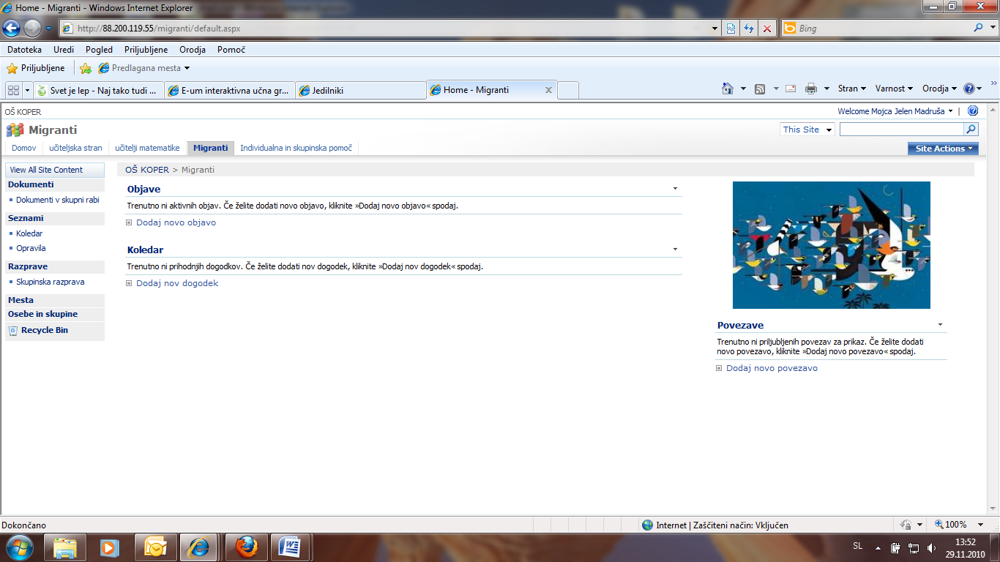 Home - Migranti - Windows Internet Explorer
http://88.200.119.55/migranti/default.aspx
Bing
Datoteka Uredi Pogled Priljubljene Orodja Pomoč
Priljubljene Predlagana mesta
Svet je lep - Naj tako tudi ... E-um interaktivna učna gr... Jedilniki Home - Migranti Stran Varnost Orodja
OŠ KOPER Welcome Mojca Jelen Madruša
Migranti This Site
Domov učiteljska stran učitelji matematike Migranti Individualna in skupinska pomoč Site Actions
View All Site Content
Dokumenti
Dokumenti v skupni rabi
Seznami
Koledar
Opravila
Razprave
Skupinska razprava
Mesta
Osebe in skupine
Recycle Bin
OŠ KOPER > Migranti
Objave
Trenutno ni aktivnih objav. Če želite dodati novo objavo, kliknite »Dodaj novo objavo« spodaj.
Dodaj novo objavo
Koledar
Trenutno ni prihodnjih dogodkov. Če želite dodati nov dogodek, kliknite »Dodaj nov dogodek« spodaj.
Dodaj nov dogodek
Povezave
Trenutno ni priljubljenih povezav za prikaz. Če želite dodati
novo povezavo, kliknite »Dodaj novo povezavo« spodaj.
Dodaj novo povezavo
Dokončano Internet | Zaščiteni način: Vključen 100%
SL 13:52
29.11.2010